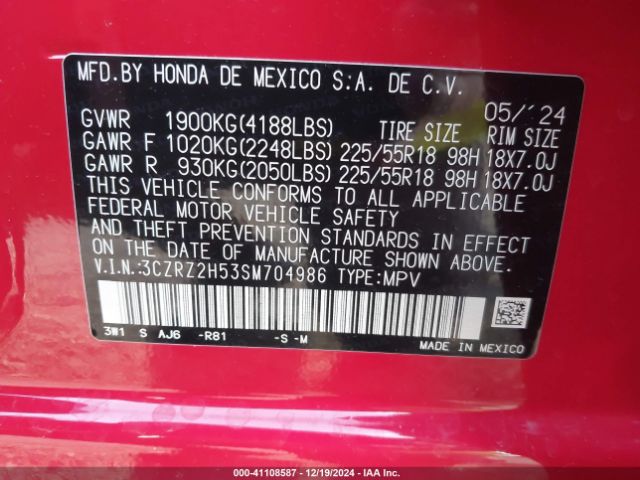 MFD.BY HONDA DE MEXICO S.A. DE C.V.
05/'24
GVWR 1900KG(4188LBS) TIRE SIZE RIM SIZE
GAWR F 1020KG(2248LBS) 225/55R18 98H 18X7.0J
GAWR R 930KG(2050LBS) 225/55R18 98H 18X7.0J
THIS VEHICLE CONFORMS TO ALL APPLICABLE
FEDERAL MOTOR VEHICLE SAFETY
AND THEFT PREVENTION STANDARDS IN EFFECT
ON THE DATE OF MANUFACTURE SHOWN ABOVE.
V.I.N.:3CZRZ2H53SM704986 TYPE:MPV
3W1 S AJ6 -R81 -S -M
MADE IN MEXICO
000-41108587 - 12/19/2024 - IAA Inc.